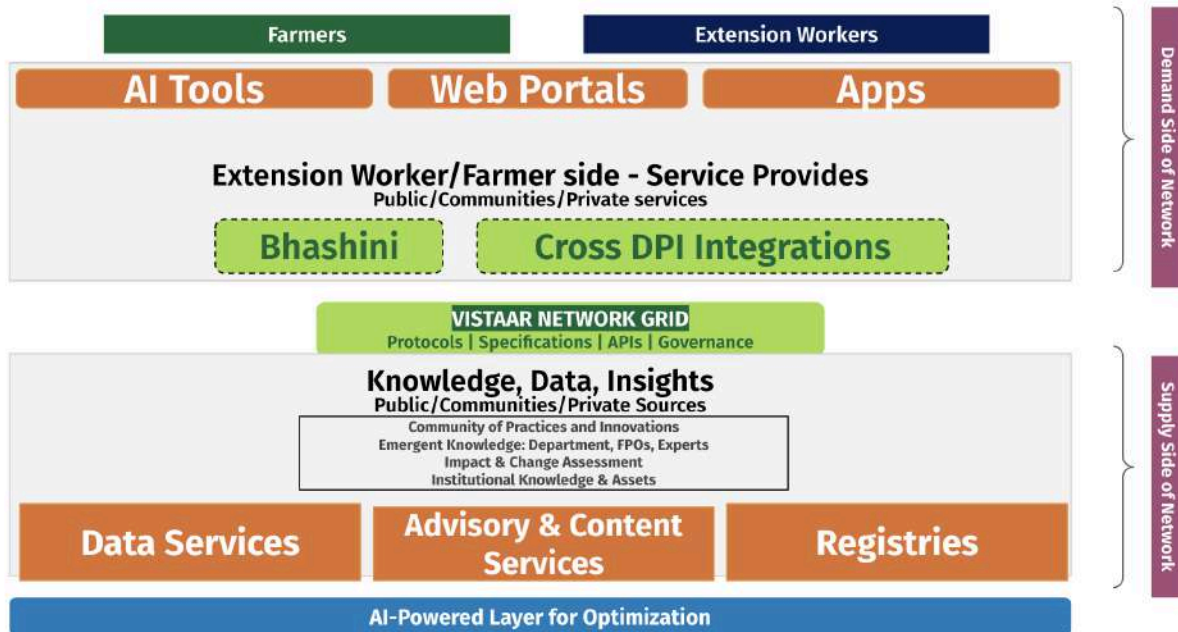 Farmers
Extension Workers
AI Tools
Web Portals
Apps
Extension Worker/Farmer side - Service Provides
Public/Communities/Private services
Bhashini
Cross DPI Integrations
Demand Side of Network
VISTAAR NETWORK GRID
Protocols | Specifications | APIs | Governance
Knowledge, Data, Insights
Public/Communities/Private Sources
Community of Practices and Innovations
Emergent Knowledge: Department, FPOs, Experts
Impact & Change Assessment
Institutional Knowledge & Assets
Data Services
Advisory & Content
Services
Registries
Supply Side of Network
AI-Powered Layer for Optimization